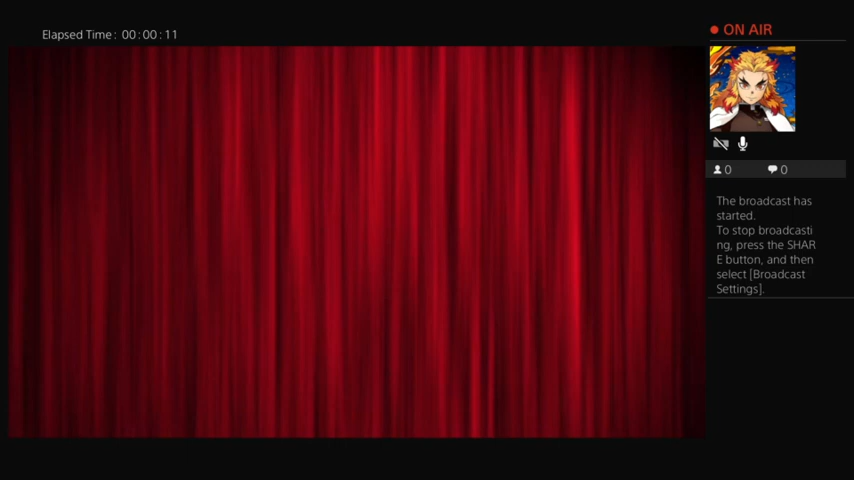 Elapsed Time: 00:00:11
ON AIR
0 0
The broadcast has
started.
To stop broadcasti
ng, press the SHAR
E button, and then
select [Broadcast
Settings].